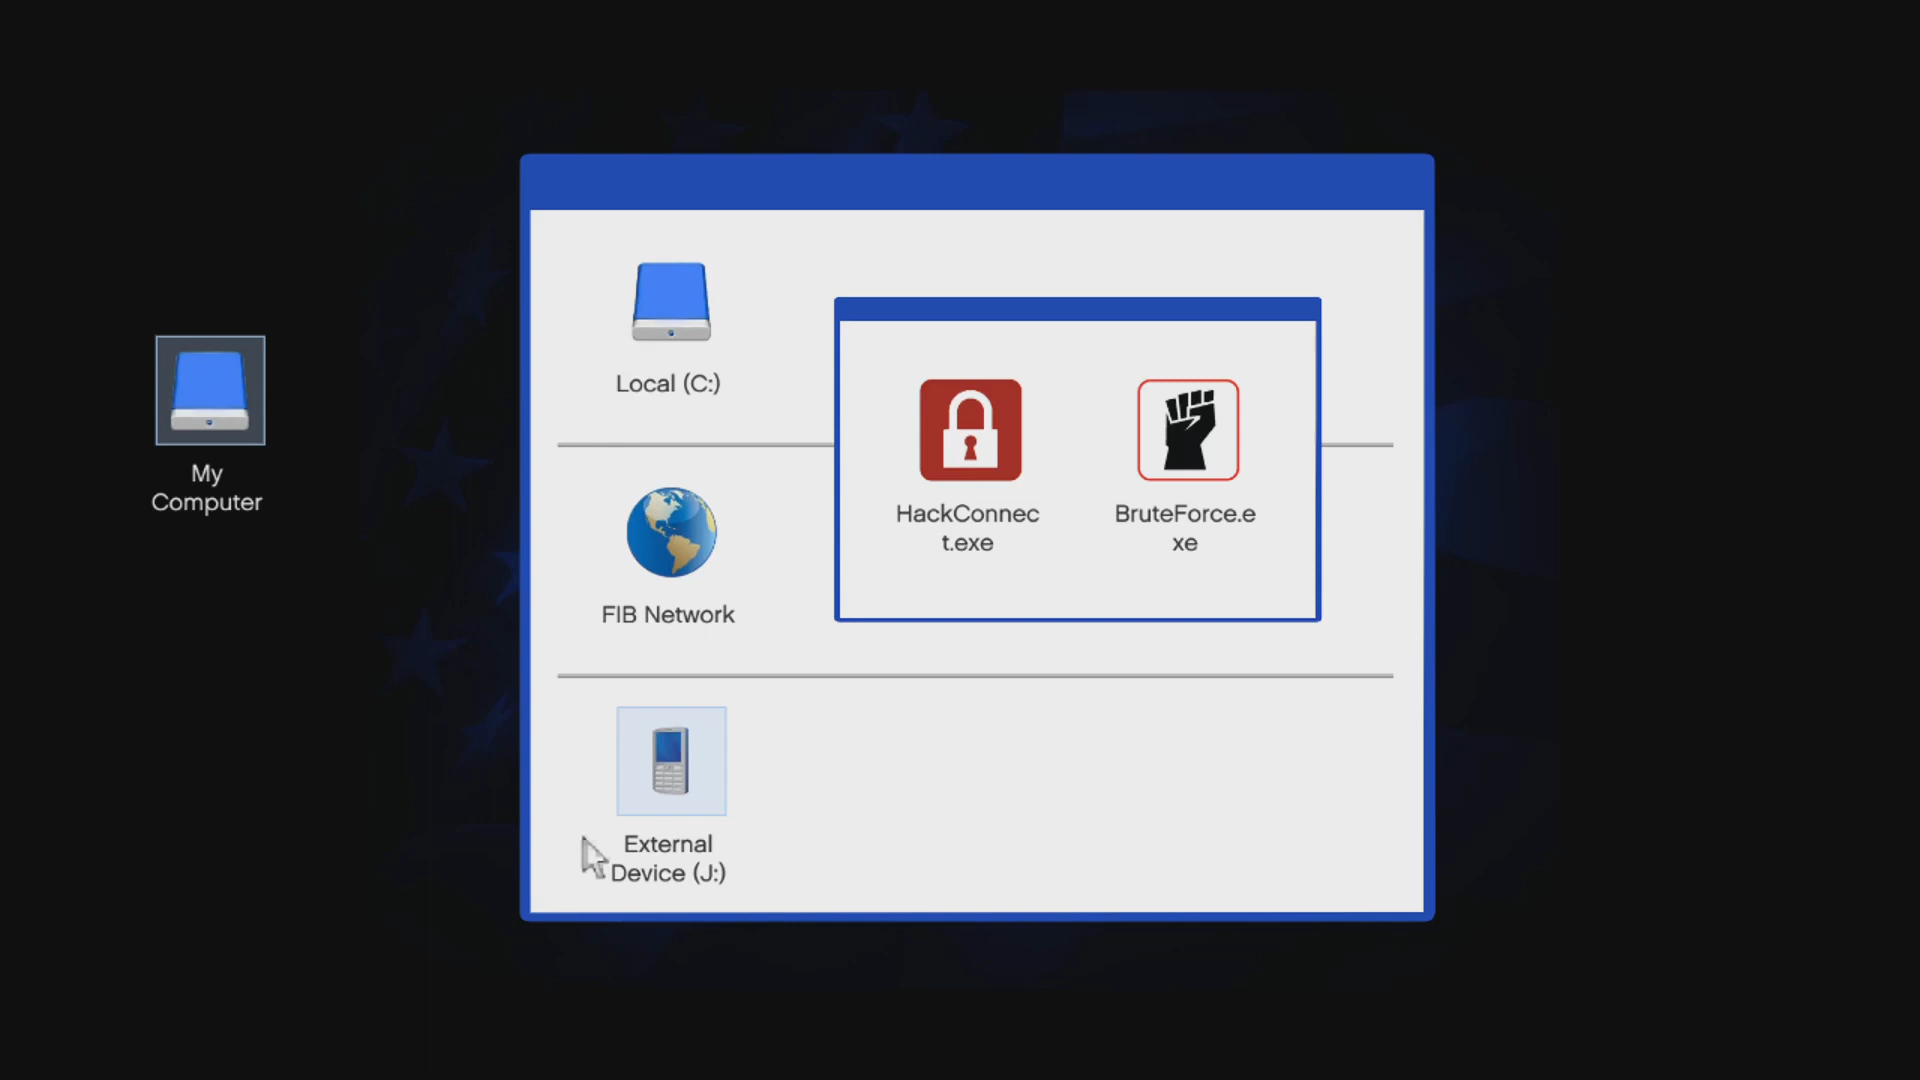 My
Computer
Local (C:)
HackConnec
t.exe
BruteForce.e
xe
FIB Network
External
Device (J:)